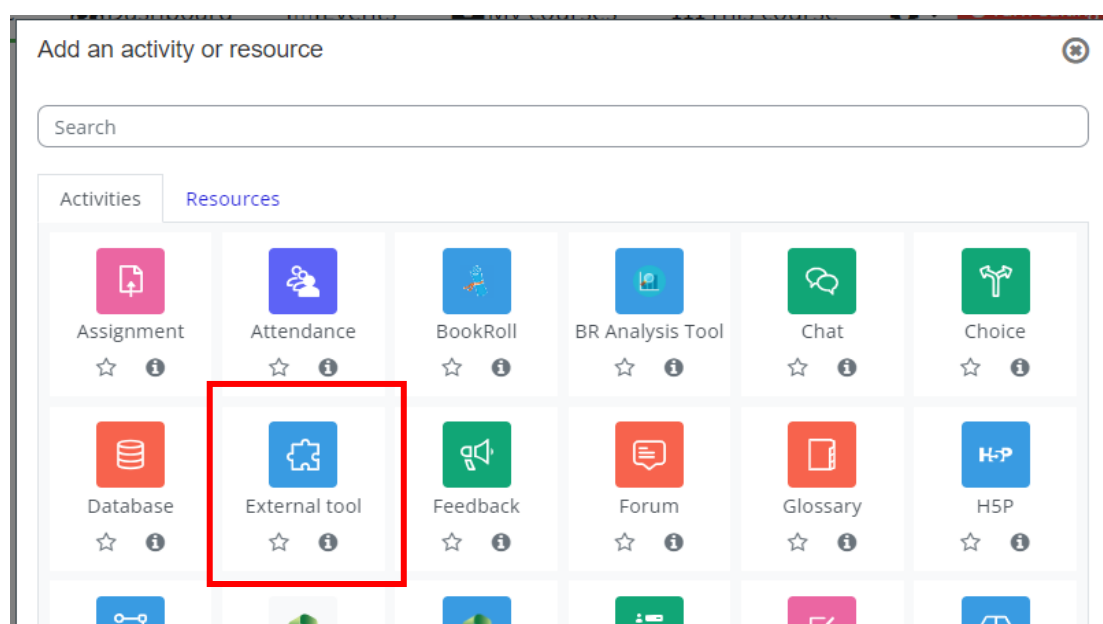 Add an activity or resource
Search
Activities Resources
Assignment Attendance BookRoll BR Analysis Tool Chat Choice
Database External tool Feedback Forum Glossary H5P
H-P